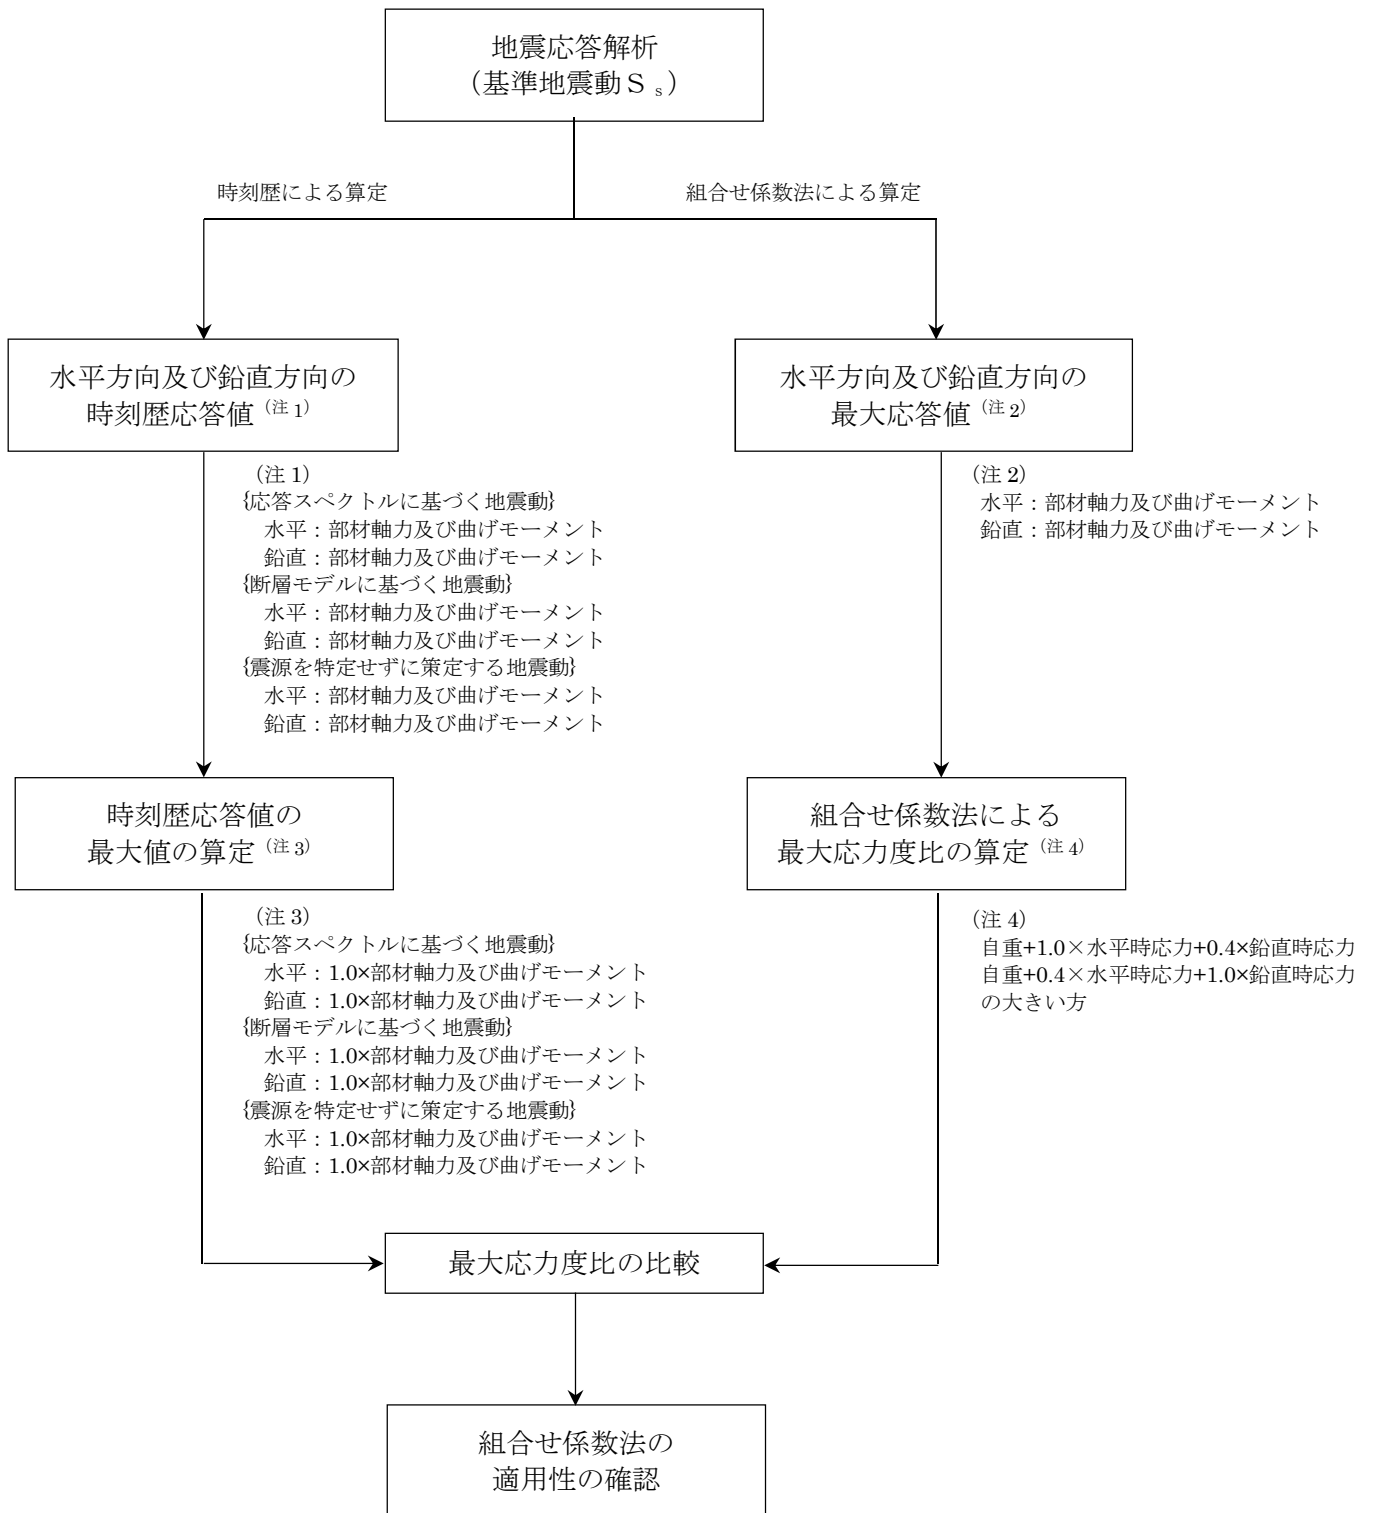 地震応答解析
（基準地震動Ｓs）
時刻歴による算定
組合せ係数法による算定
水平方向及び鉛直方向の
時刻歴応答値（注 1）
水平方向及び鉛直方向の
最大応答値（注 2）
（注 1）
{応答スペクトルに基づく地震動}
水平：部材軸力及び曲げモーメント
鉛直：部材軸力及び曲げモーメント
{断層モデルに基づく地震動}
水平：部材軸力及び曲げモーメント
鉛直：部材軸力及び曲げモーメント
{震源を特定せずに策定する地震動}
水平：部材軸力及び曲げモーメント
鉛直：部材軸力及び曲げモーメント
（注 2）
水平：部材軸力及び曲げモーメント
鉛直：部材軸力及び曲げモーメント
時刻歴応答値の
最大値の算定（注 3）
組合せ係数法による
最大応力度比の算定（注 4）
（注 3）
{応答スペクトルに基づく地震動}
水平：1.0×部材軸力及び曲げモーメント
鉛直：1.0×部材軸力及び曲げモーメント
{断層モデルに基づく地震動}
水平：1.0×部材軸力及び曲げモーメント
鉛直：1.0×部材軸力及び曲げモーメント
{震源を特定せずに策定する地震動}
水平：1.0×部材軸力及び曲げモーメント
鉛直：1.0×部材軸力及び曲げモーメント
（注 4）
自重+1.0×水平時応力+0.4×鉛直時応力
自重+0.4×水平時応力+1.0×鉛直時応力
の大きい方
最大応力度比の比較
組合せ係数法の
適用性の確認